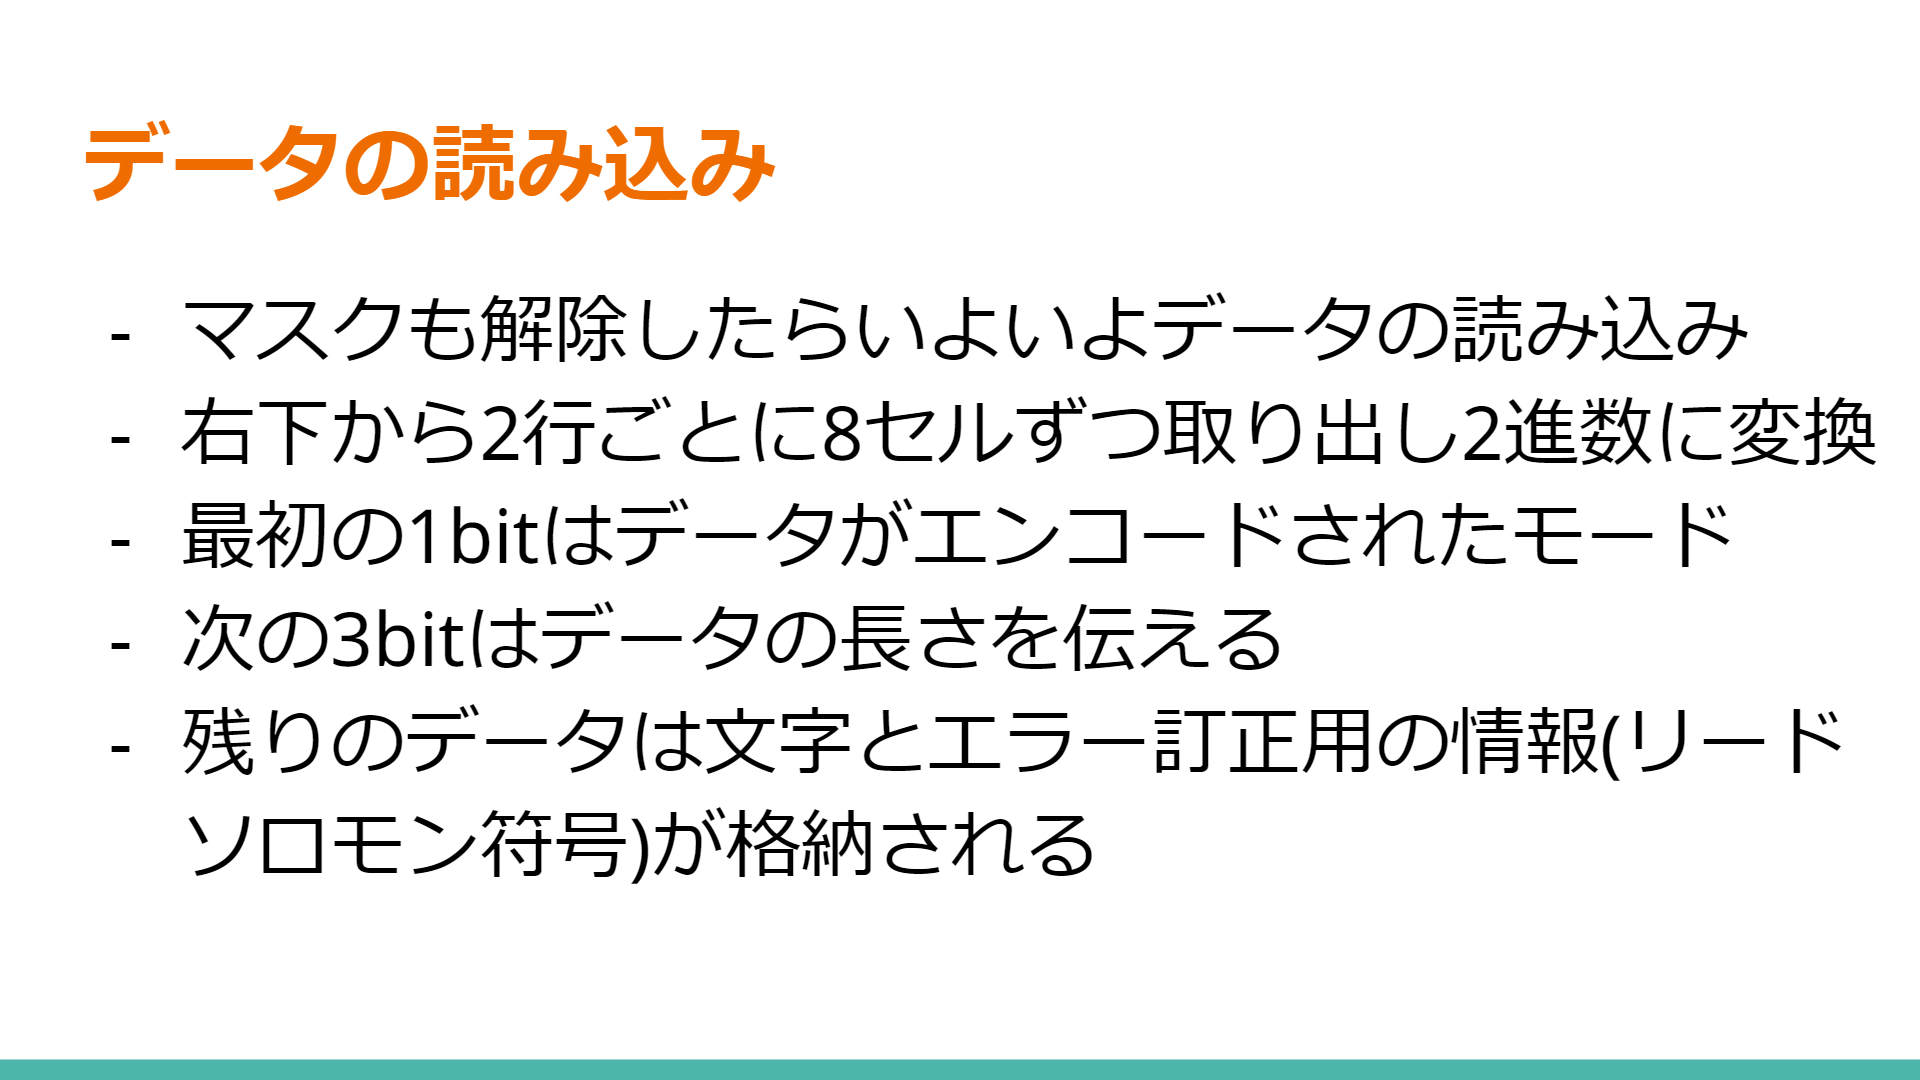 データの読み込み
- マスクも解除したらいよいよデータの読み込み
- 右下から2行ごとに8セルずつ取り出し2進数に変換
- 最初の1bitはデータがエンコードされたモード
- 次の3bitはデータの長さを伝える
- 残りのデータは文字とエラー訂正用の情報(リード
ソロモン符号)が格納される